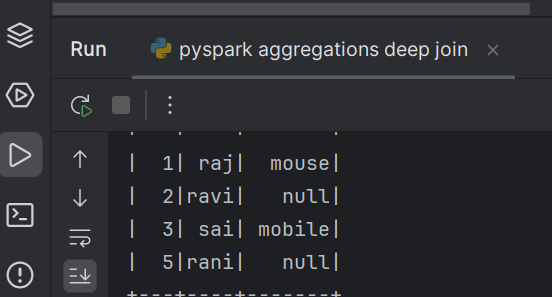 Run pyspark aggregations deep join
| 1| raj| mouse|
| 2|ravi| null|
| 3| sai| mobile|
| 5|rani| null|
+---+----+-------+